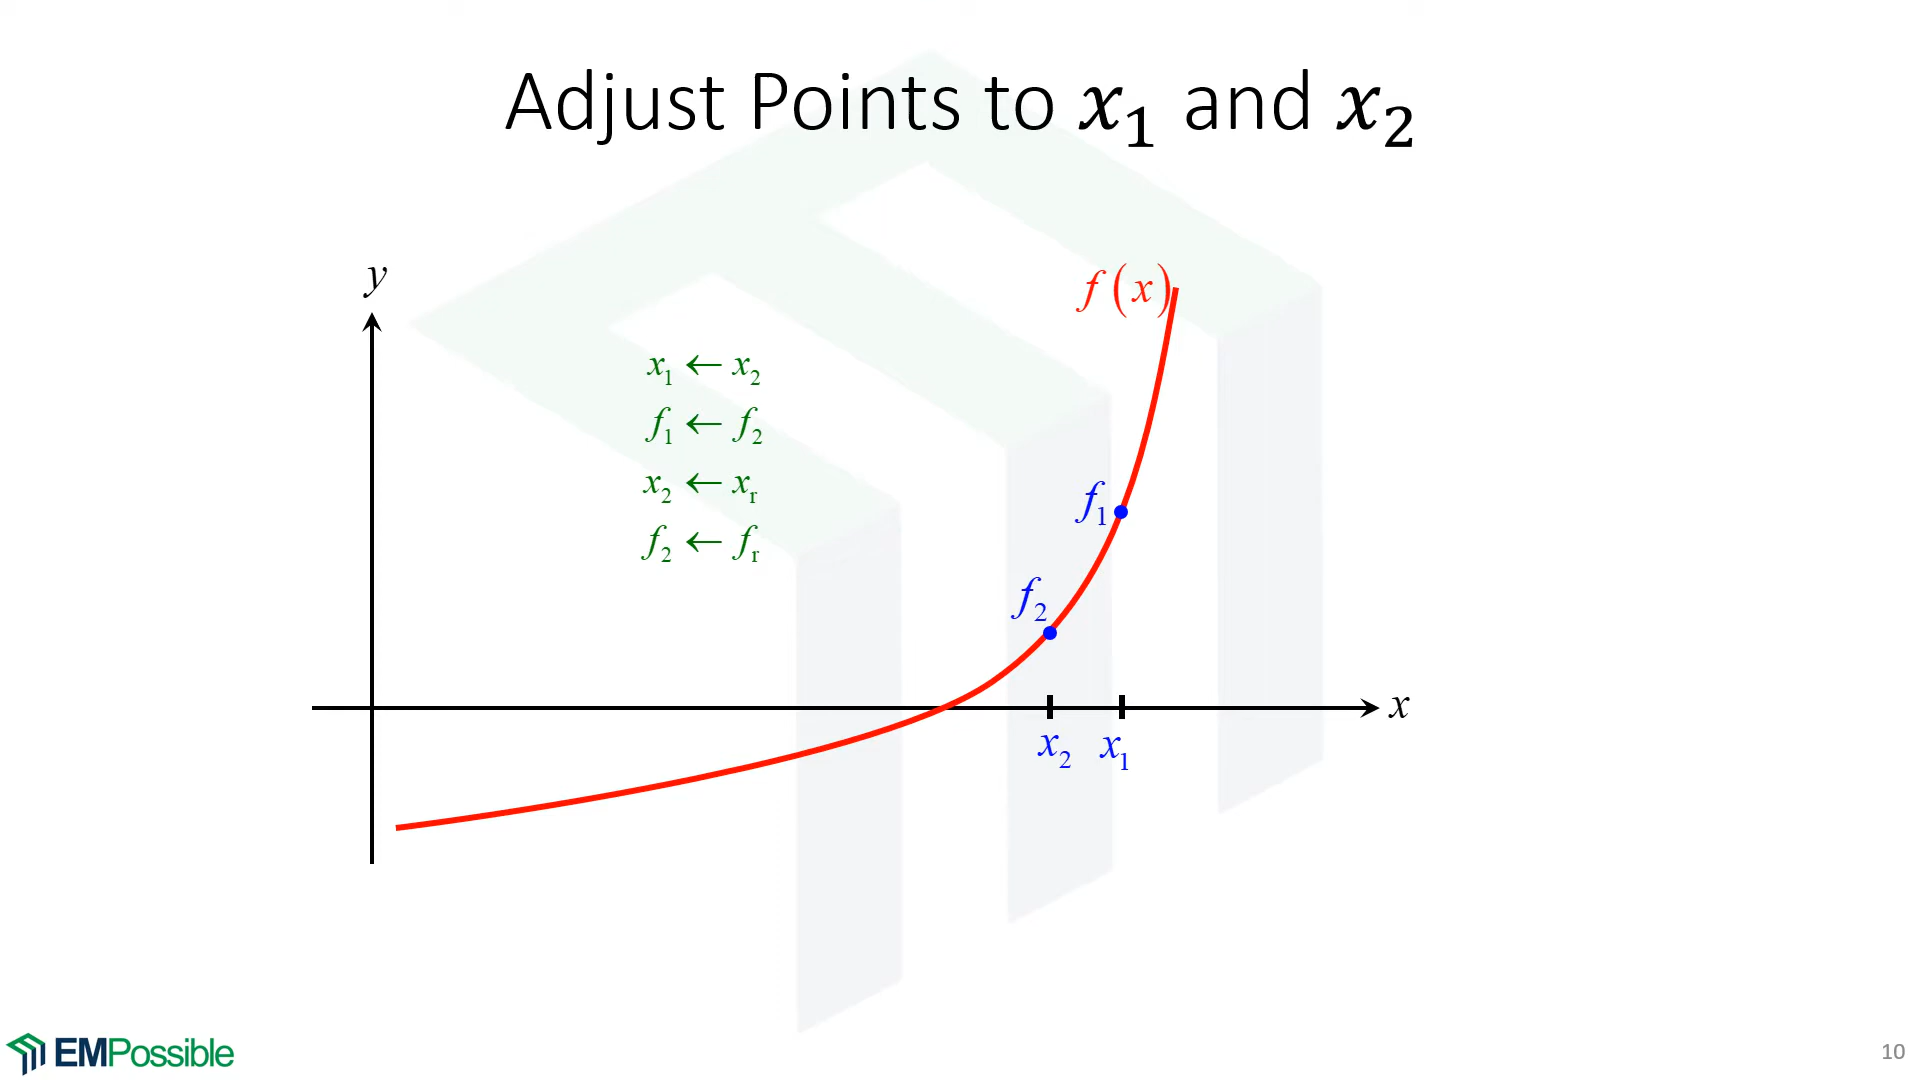 Adjust Points to 𝑥₁ and 𝑥₂
y
f(x)
x₁ ← x₂
f₁ ← f₂
x₂ ← xᵣ
f₂ ← fᵣ
f₁
f₂
x
x₂ x₁
EMPossible
10